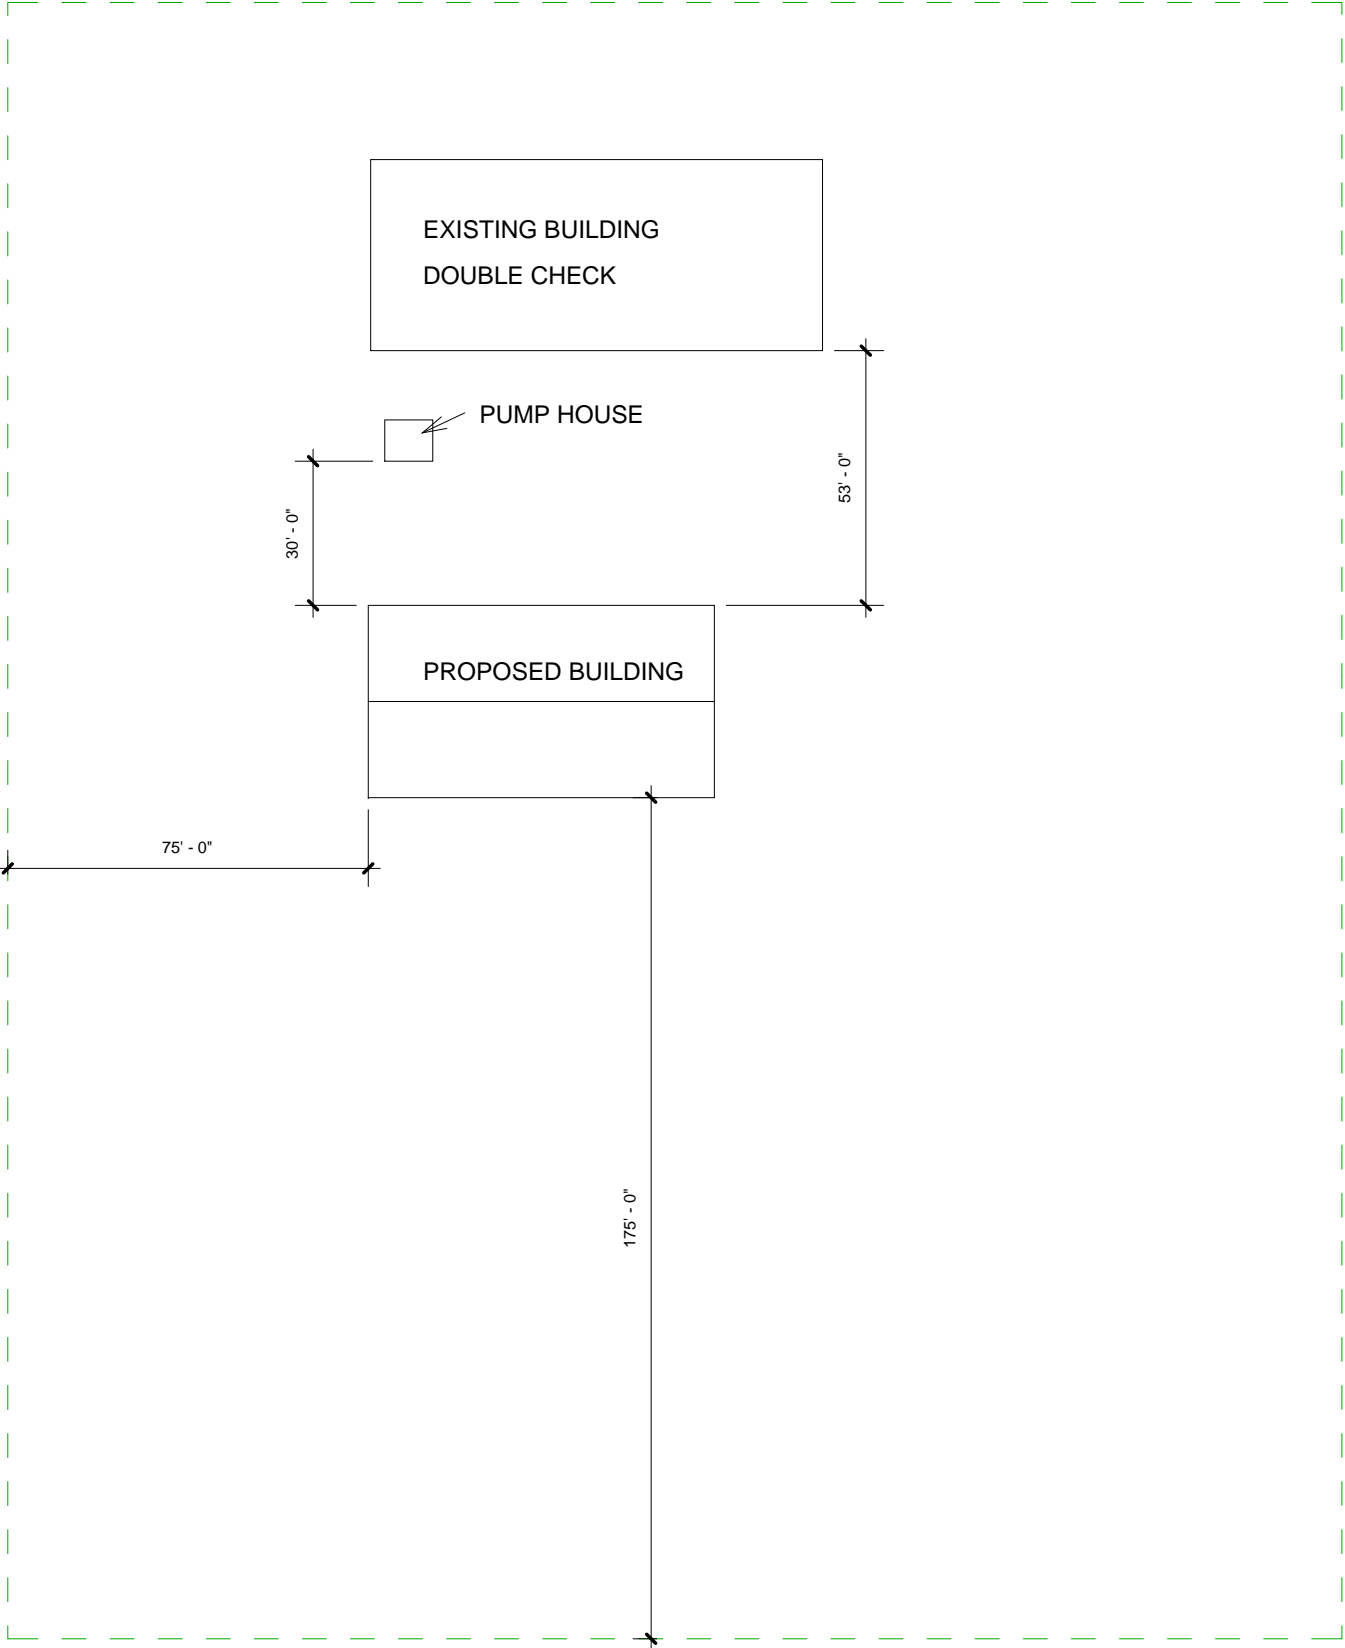 EXISTING BUILDING
DOUBLE CHECK
PUMP HOUSE
53' - 0"
30' - 0"
PROPOSED BUILDING
75' - 0"
175' - 0"